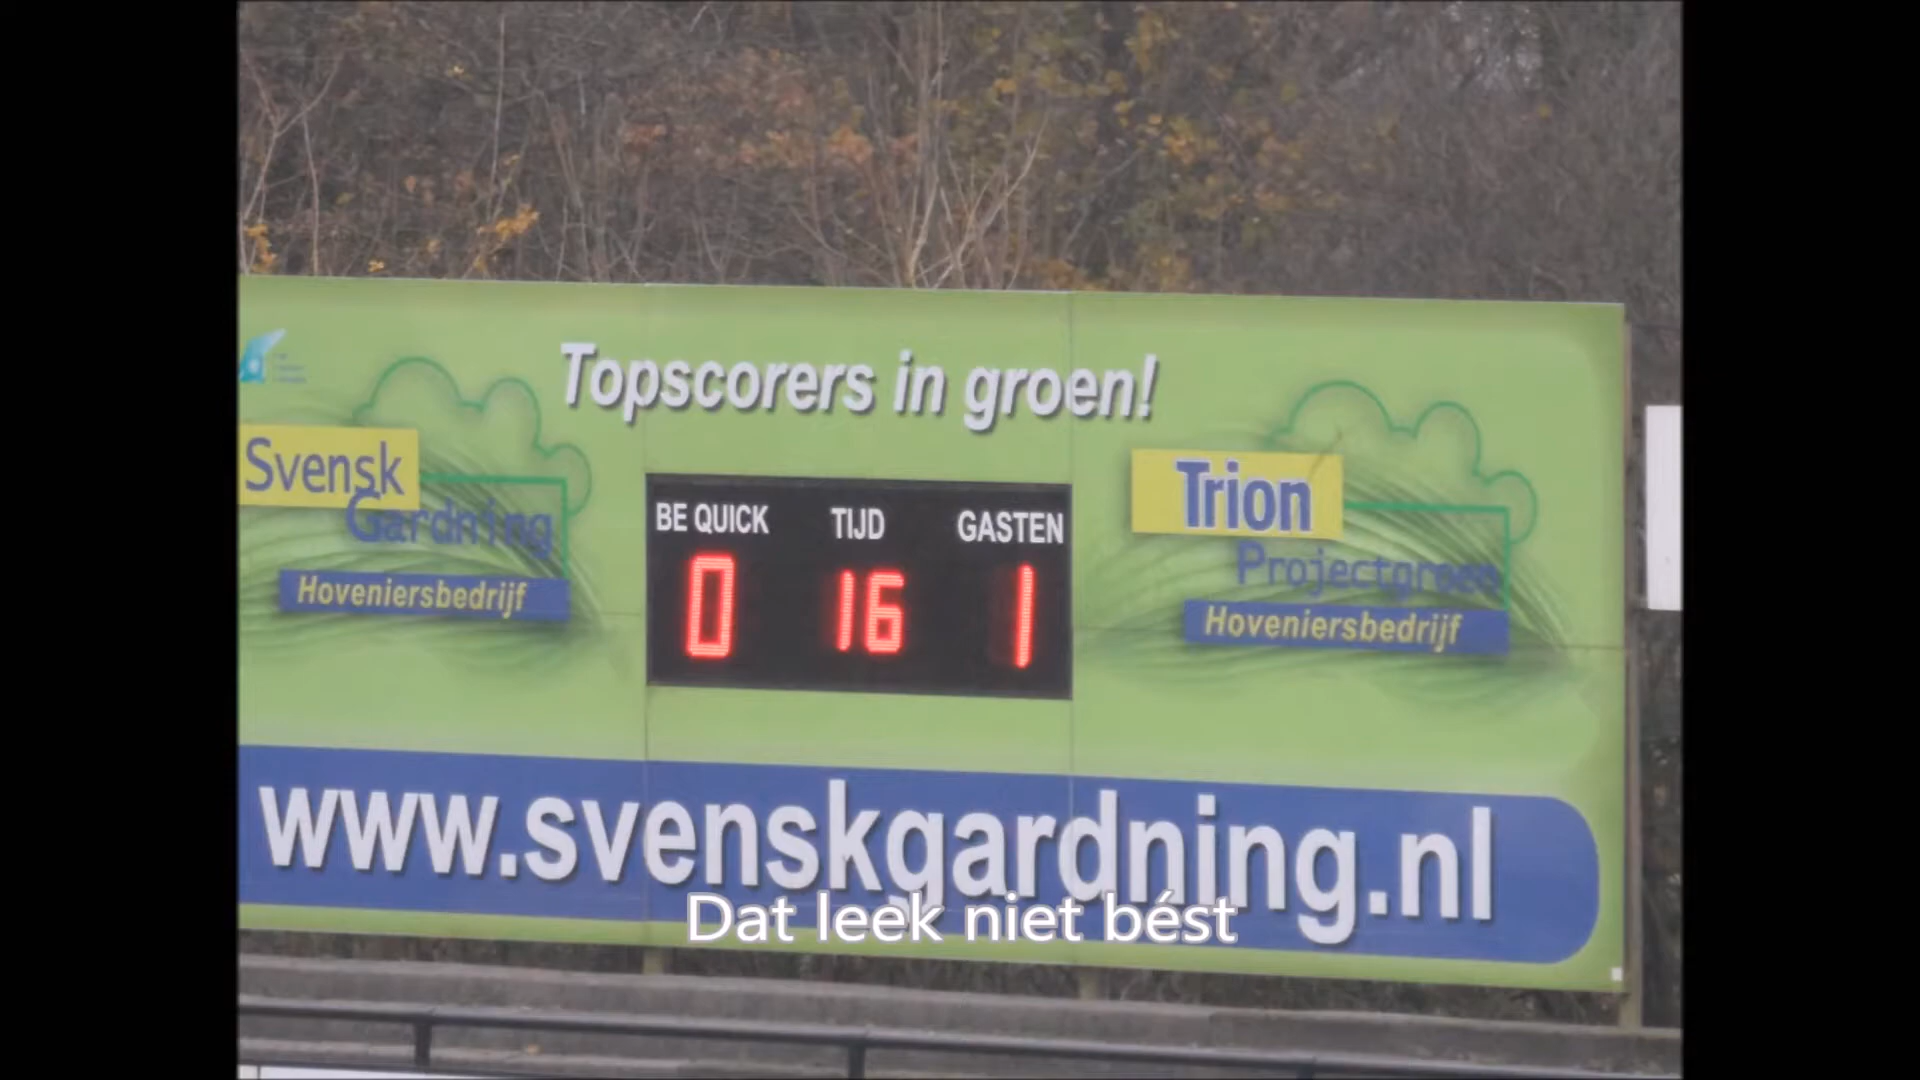 Topscorers in groen!
Svensk
Gardning
Hoveniersbedrijf
BE QUICK TIJD GASTEN
0 16 1
Trion
Projectgroen
Hoveniersbedrijf
www.svenskgardning.nl
Dat leek niet bést